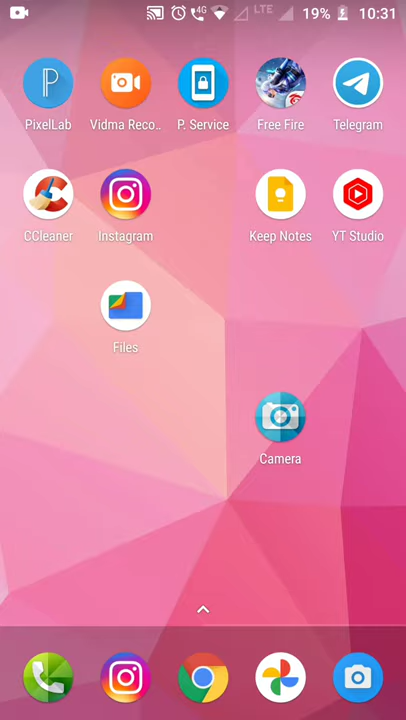 4G LTE 19% 10:31
PixelLab Vidma Reco.. P. Service Free Fire Telegram
CCleaner Instagram Keep Notes YT Studio
Files
Camera